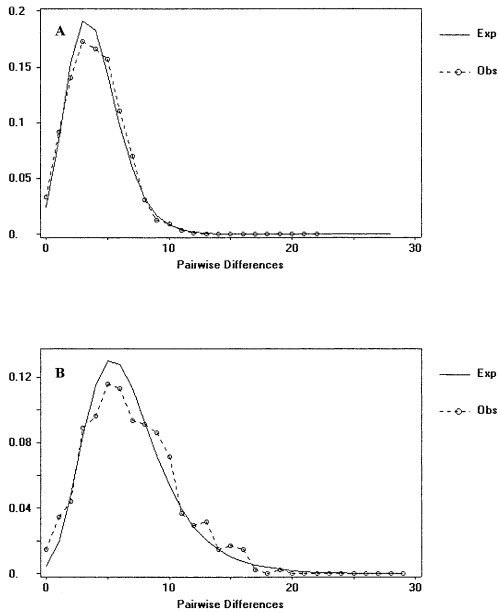 0.2
A
Exp
Obs
0.15
0.1
0.05
0.
0 10 20 30
Pairwise Differences
B
Exp
Obs
0.12
0.08
0.04
0.
0 10 20 30
Pairwise Differences